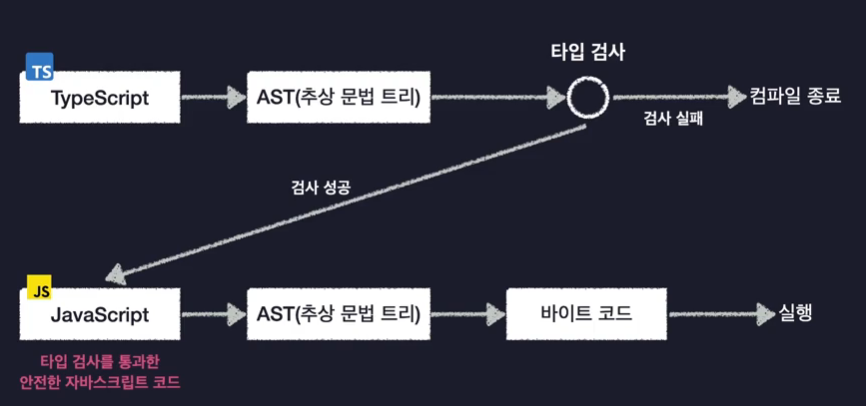 타입 검사
TS
TypeScript
AST(추상 문법 트리)
컴파일 종료
검사 실패
검사 성공
JS
JavaScript
AST(추상 문법 트리)
바이트 코드
실행
타입 검사를 통과한
안전한 자바스크립트 코드